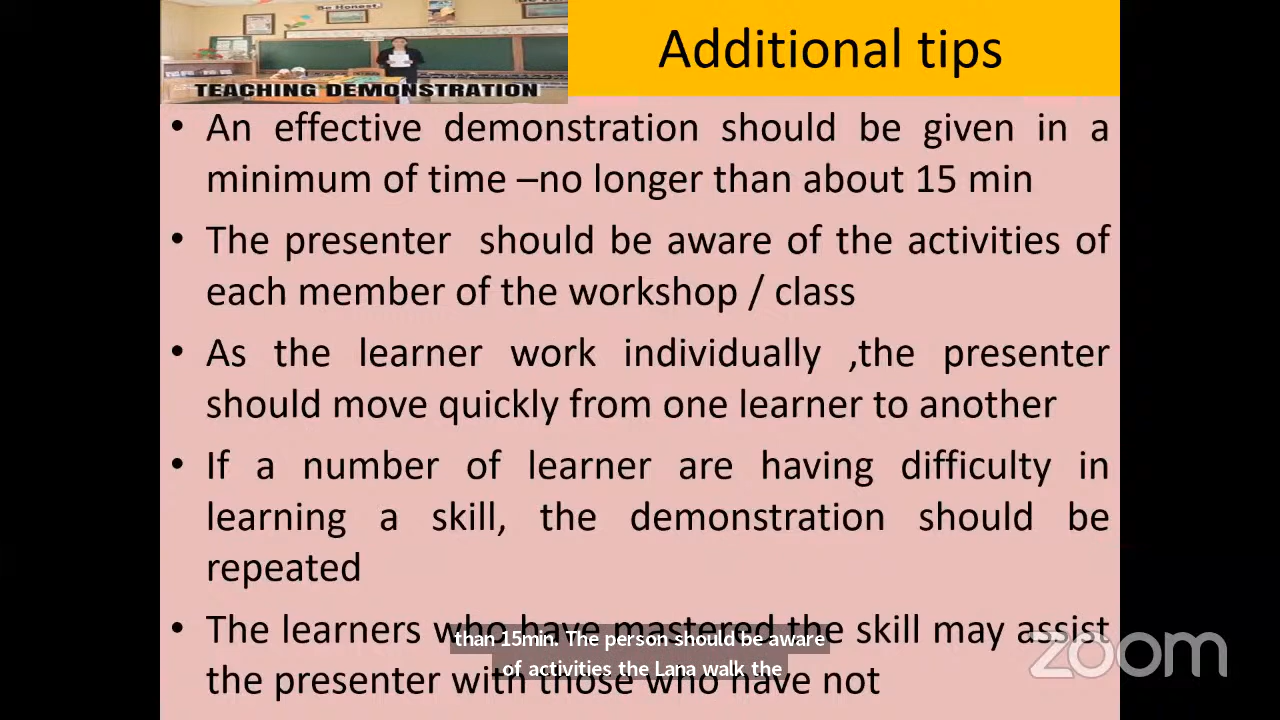 Be Honest.
TEACHING DEMONSTRATION
Additional tips
• An effective demonstration should be given in a
minimum of time –no longer than about 15 min
• The presenter should be aware of the activities of
each member of the workshop / class
• As the learner work individually ,the presenter
should move quickly from one learner to another
• If a number of learner are having difficulty in
learning a skill, the demonstration should be
repeated
• The learners who have mastered the skill may assist
the presenter with those who have not
than 15min. The person should be aware
of activities the Lana walk the
zoom